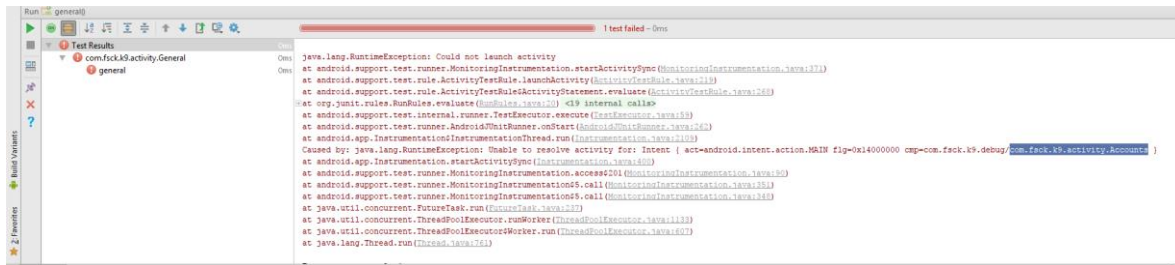 Run general()
1 test failed – 0ms
Test Results 0ms
com.fsck.k9.activity.General 0ms
general 0ms
java.lang.RuntimeException: Could not launch activity
at android.support.test.runner.MonitoringInstrumentation.startActivitySync(MonitoringInstrumentation.java:371)
at android.support.test.rule.ActivityTestRule.launchActivity(ActivityTestRule.java:219)
at android.support.test.rule.ActivityTestRule$ActivityStatement.evaluate(ActivityTestRule.java:268)
at org.junit.rules.RunRules.evaluate(RunRules.java:20) <19 internal calls>
at android.support.test.internal.runner.TestExecutor.execute(TestExecutor.java:59)
at android.support.test.runner.AndroidJUnitRunner.onStart(AndroidJUnitRunner.java:262)
at android.app.Instrumentation$InstrumentationThread.run(Instrumentation.java:2109)
Caused by: java.lang.RuntimeException: Unable to resolve activity for: Intent { act=android.intent.action.MAIN flg=0x14000000 cmp=com.fsck.k9.debug/com.fsck.k9.activity.Accounts }
at android.app.Instrumentation.startActivitySync(Instrumentation.java:400)
at android.support.test.runner.MonitoringInstrumentation.access$201(MonitoringInstrumentation.java:90)
at android.support.test.runner.MonitoringInstrumentation$5.call(MonitoringInstrumentation.java:351)
at android.support.test.runner.MonitoringInstrumentation$5.call(MonitoringInstrumentation.java:348)
at java.util.concurrent.FutureTask.run(FutureTask.java:237)
at java.util.concurrent.ThreadPoolExecutor.runWorker(ThreadPoolExecutor.java:1133)
at java.util.concurrent.ThreadPoolExecutor$Worker.run(ThreadPoolExecutor.java:607)
at java.lang.Thread.run(Thread.java:761)
Build Variants
2: Favorites